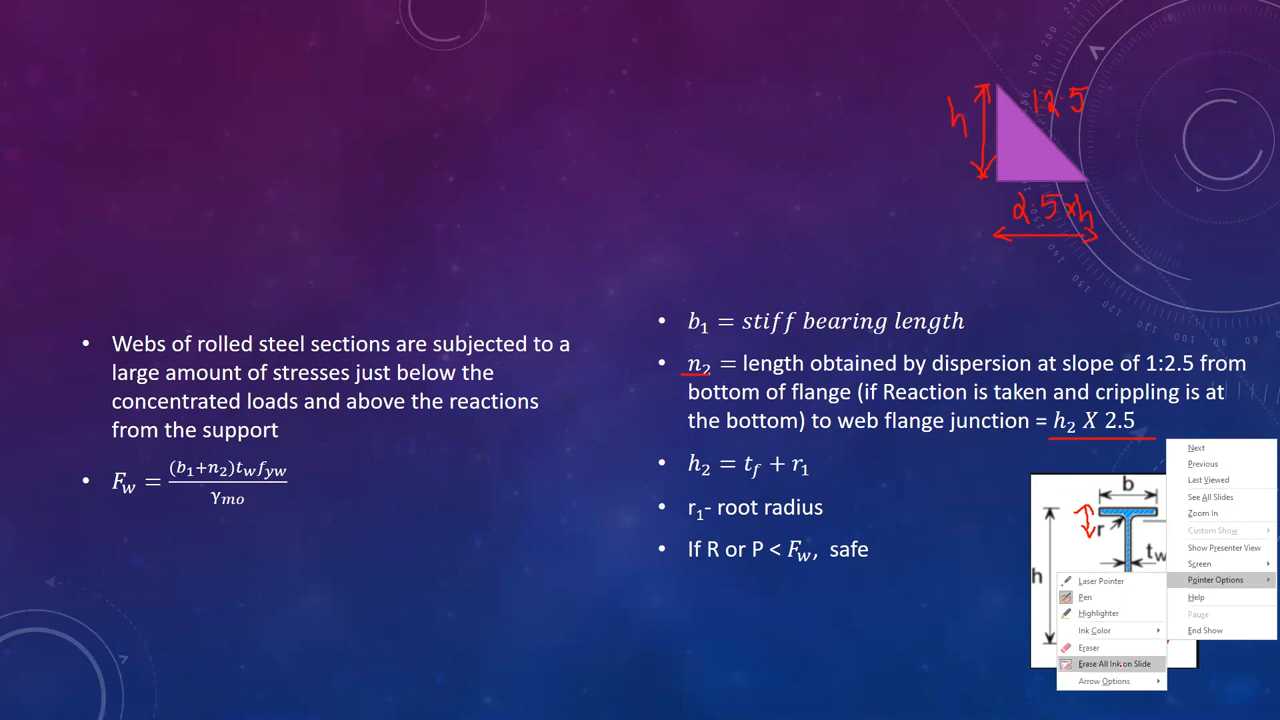 h
1:2.5
2.5xh
• Webs of rolled steel sections are subjected to a
large amount of stresses just below the
concentrated loads and above the reactions
from the support
• F_w = (b_1+n_2)t_w f_yw / γ_mo
• b_1 = stiff bearing length
• n_2 = length obtained by dispersion at slope of 1:2.5 from
bottom of flange (if Reaction is taken and crippling is at
the bottom) to web flange junction = h_2 X 2.5
• h_2 = t_f + r_1
• r_1- root radius
• If R or P < F_w, safe
b
r
t_w
h
Next
Previous
Last Viewed
See All Slides
Zoom In
Custom Show
Show Presenter View
Screen
Pointer Options
Help
Pause
End Show
Laser Pointer
Pen
Highlighter
Ink Color
Eraser
Erase All Ink on Slide
Arrow Options